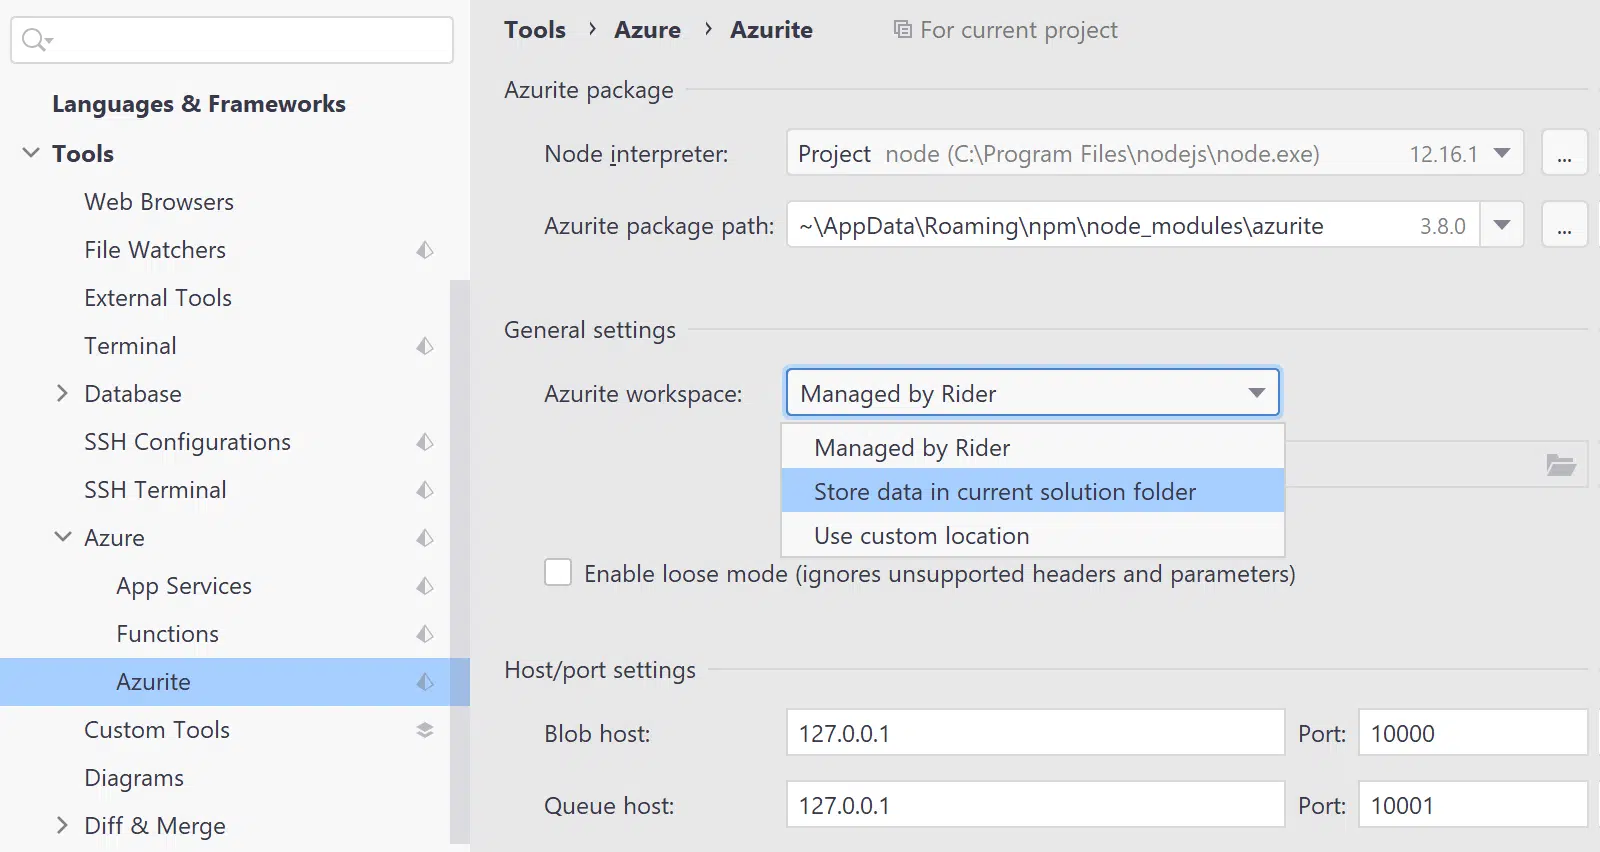 Languages & Frameworks
Tools
Web Browsers
File Watchers
External Tools
Terminal
Database
SSH Configurations
SSH Terminal
Azure
App Services
Functions
Azurite
Custom Tools
Diagrams
Diff & Merge
Tools › Azure › Azurite For current project
Azurite package
Node interpreter: Project node (C:\Program Files\nodejs\node.exe) 12.16.1 ...
Azurite package path: ~\AppData\Roaming\npm\node_modules\azurite 3.8.0 ...
General settings
Azurite workspace: Managed by Rider
Managed by Rider
Store data in current solution folder
Use custom location
Enable loose mode (ignores unsupported headers and parameters)
Host/port settings
Blob host: 127.0.0.1 Port: 10000
Queue host: 127.0.0.1 Port: 10001